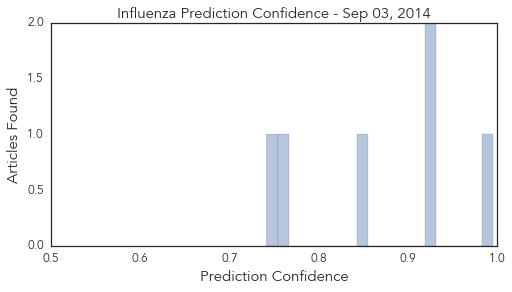 Influenza Prediction Confidence - Sep 03, 2014
Articles Found
2.0
1.5
1.0
0.5
0.0
0.5 0.6 0.7 0.8 0.9 1.0
Prediction Confidence